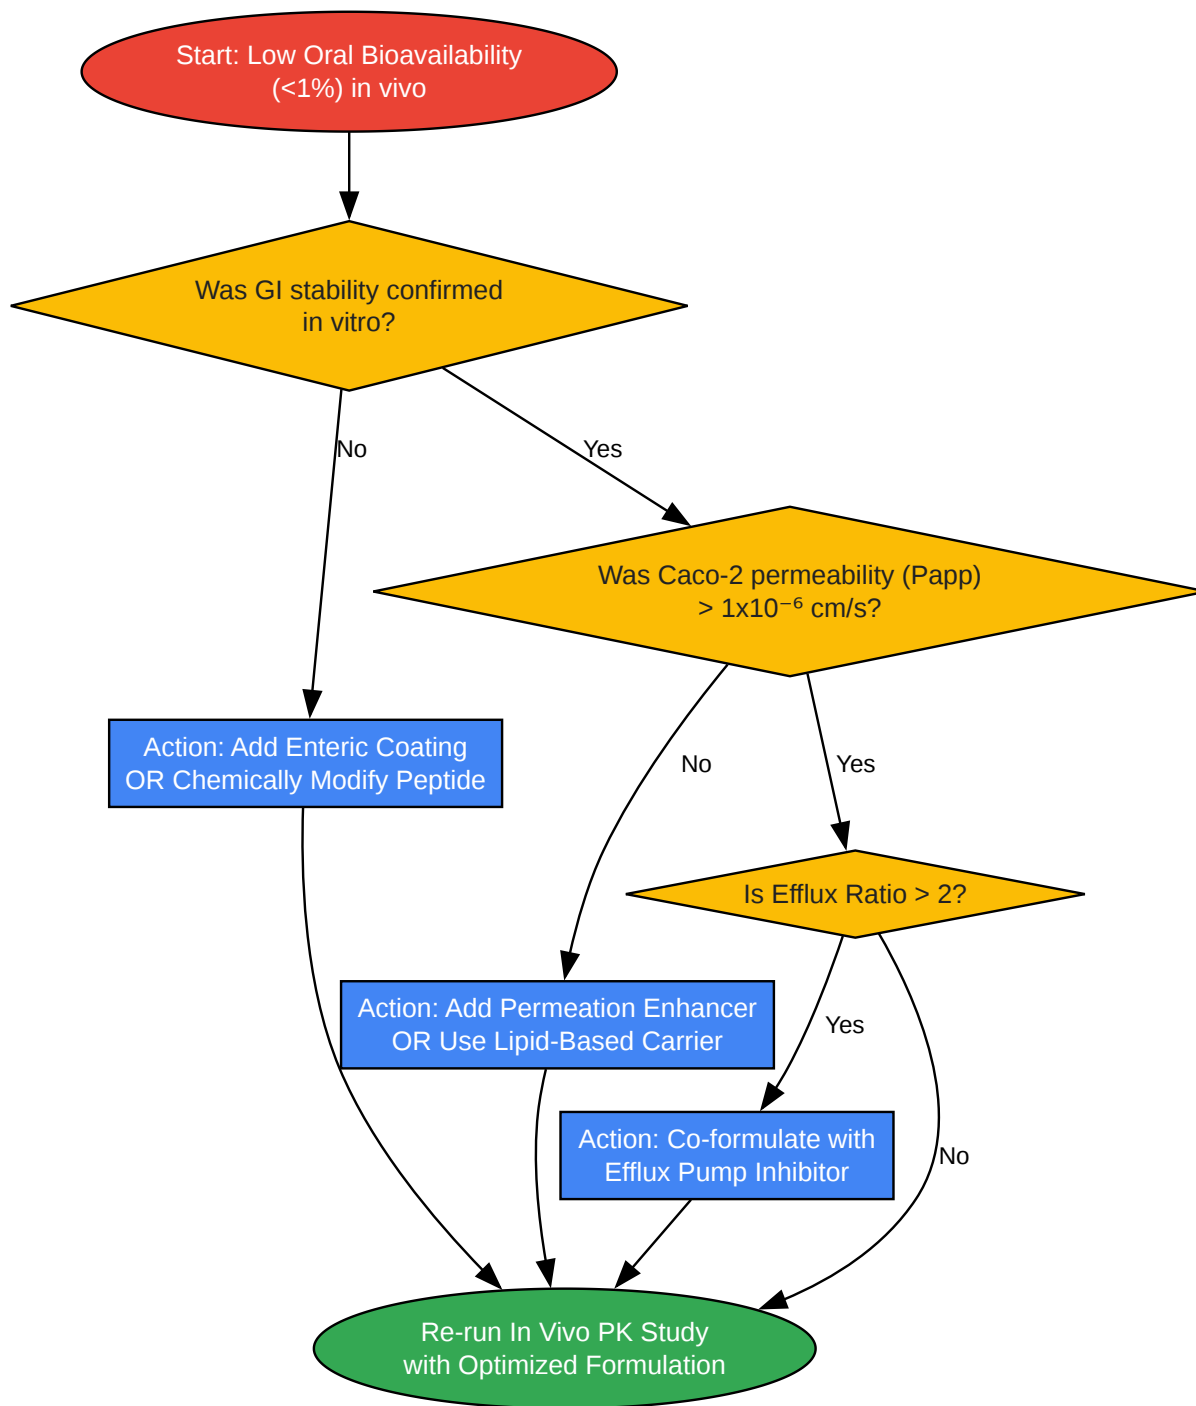 Start: Low Oral Bioavailability
(<1%) in vivo
Was GI stability confirmed
in vitro?
No
Yes
Was Caco-2 permeability (Papp)
> 1x10⁻⁶ cm/s?
Action: Add Enteric Coating
OR Chemically Modify Peptide
No
Yes
Is Efflux Ratio > 2?
Action: Add Permeation Enhancer
OR Use Lipid-Based Carrier
Yes
Action: Co-formulate with
Efflux Pump Inhibitor
No
Re-run In Vivo PK Study
with Optimized Formulation